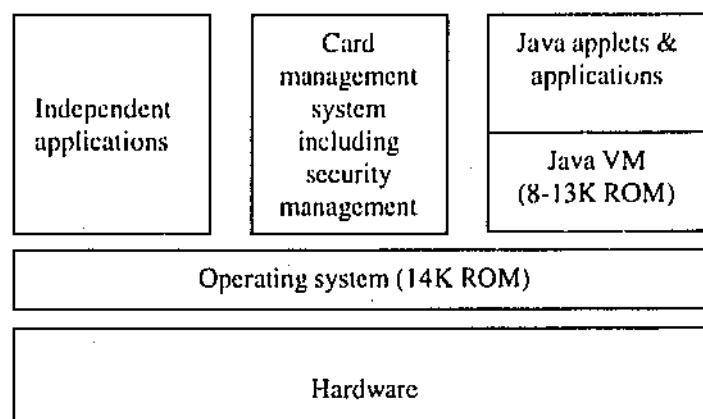 Independent
applications
Card
management
system
including
security
management
Java applets &
applications
Java VM
(8-13K ROM)
Operating system (14K ROM)
Hardware